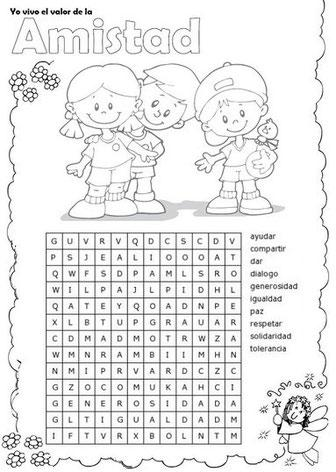 Yo vivo el valor de la
Amistad
G U V R V Q D C S C D V
P S J E A L I O O O A T
Q W F S D P A M L S R O
W I L P A J L P I D H L
Q A T E Y Q O A D N P E
X L B T U P G R A U A R
C D M A D M O T R W Z A
W M N R A M B I I M H N
N M I P R V A R D C Z C
G Z O C O M U K A H C I
G E N E R O S I D A D A
G L T I G U A L D A D M
I F T V R X B O L N T M
ayudar
compartir
dar
dialogo
generosidad
igualdad
paz
respetar
solidaridad
tolerancia